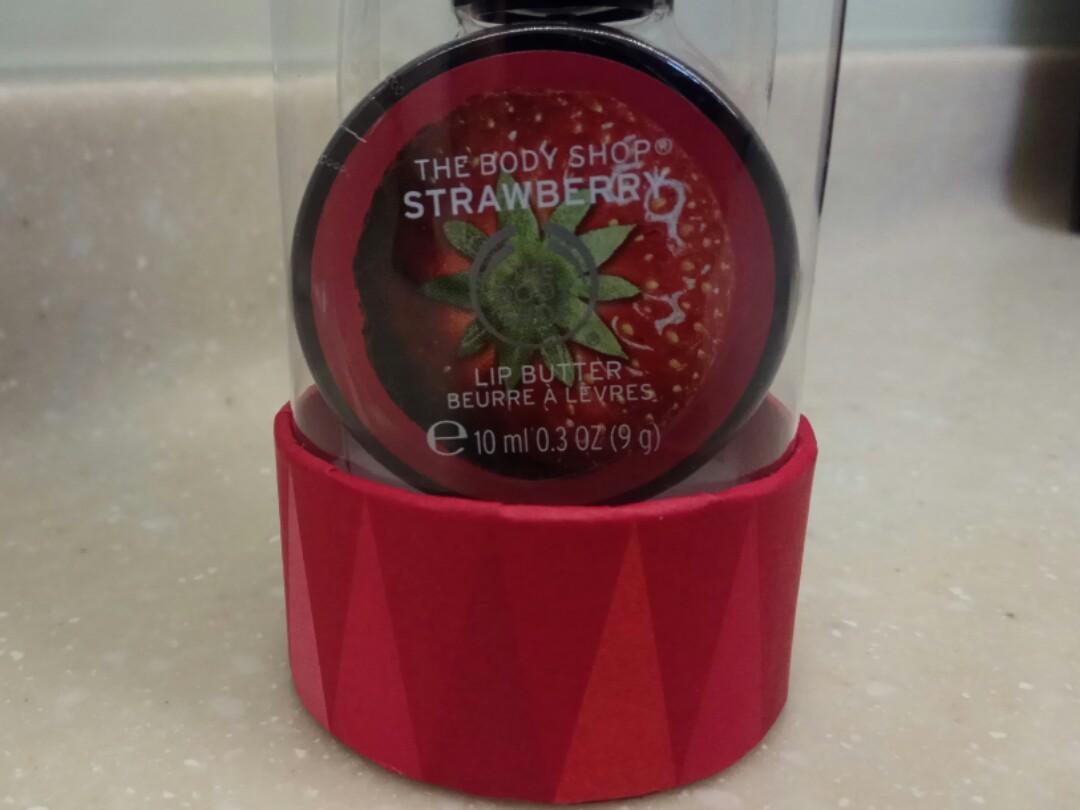 THE BODY SHOP®
STRAWBERRY
LIP BUTTER
BEURRE À LÈVRES
e 10 ml 0.3 OZ (9 g)